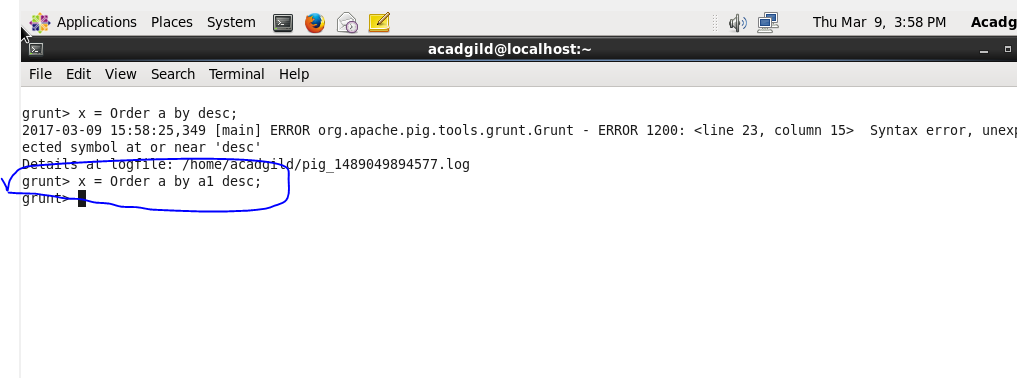 Applications Places System Thu Mar 9, 3:58 PM Acadg
acadgild@localhost:~
File Edit View Search Terminal Help
grunt> x = Order a by desc;
2017-03-09 15:58:25,349 [main] ERROR org.apache.pig.tools.grunt.Grunt - ERROR 1200: <line 23, column 15>  Syntax error, unexp
ected symbol at or near 'desc'
Details at logfile: /home/acadgild/pig_1489049894577.log
grunt> x = Order a by a1 desc;
grunt>